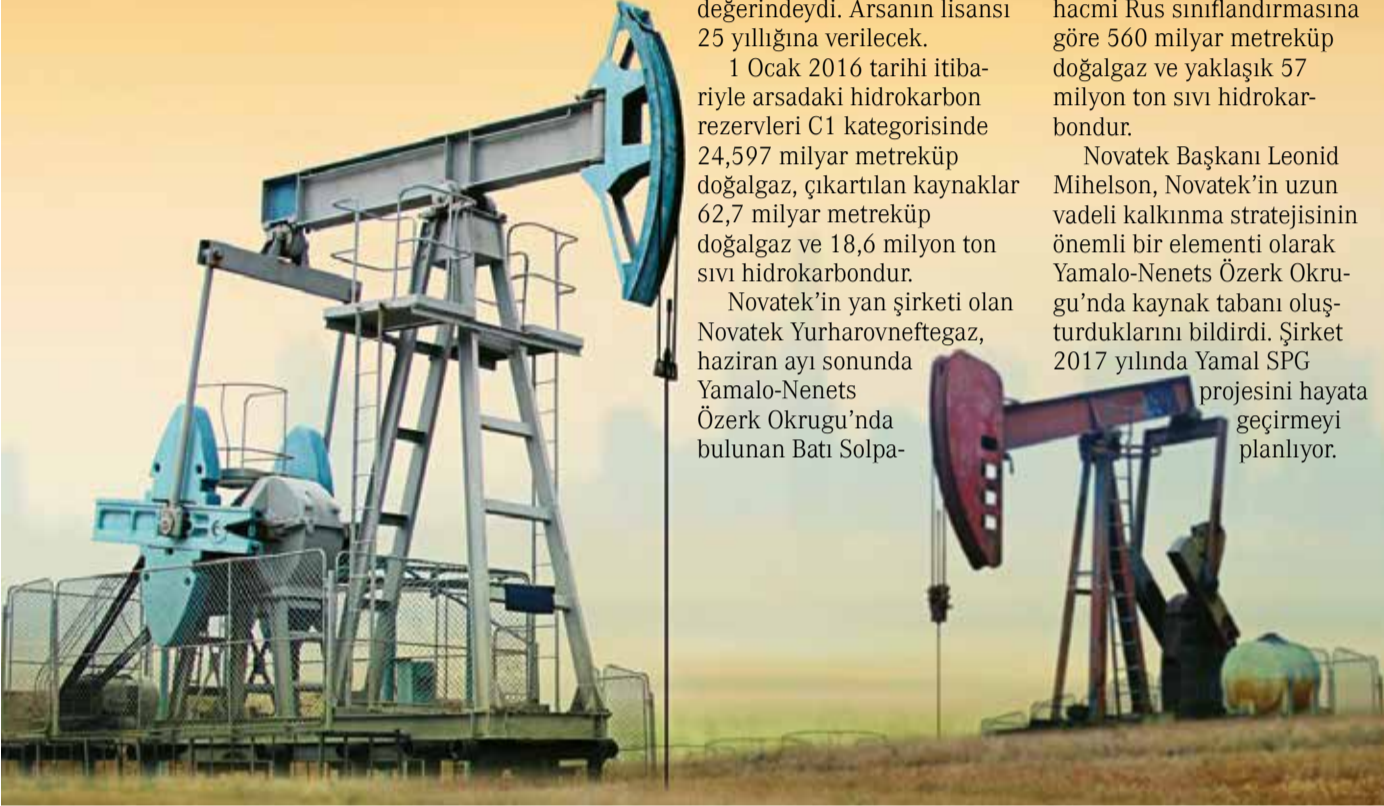 değerindeydi. Arsanın lisansı
25 yıllığına verilecek.
1 Ocak 2016 tarihi itiba-
riyle arsadaki hidrokarbon
rezervleri C1 kategorisinde
24,597 milyar metreküp
doğalgaz, çıkartılan kaynaklar
62,7 milyar metreküp
doğalgaz ve 18,6 milyon ton
sıvı hidrokarbondur.
Novatek’in yan şirketi olan
Novatek Yurharovneftegaz,
haziran ayı sonunda
Yamalo-Nenets
Özerk Okrugu’nda
bulunan Batı Solpa-
hacmi Rus sınıflandırmasına
göre 560 milyar metreküp
doğalgaz ve yaklaşık 57
milyon ton sıvı hidrokar-
bondur.
Novatek Başkanı Leonid
Mihelson, Novatek’in uzun
vadeli kalkınma stratejisinin
önemli bir elementi olarak
Yamalo-Nenets Özerk Okru-
gu’nda kaynak tabanı oluş-
turduklarını bildirdi. Şirket
2017 yılında Yamal SPG
projesini hayata
geçirmeyi
planlıyor.